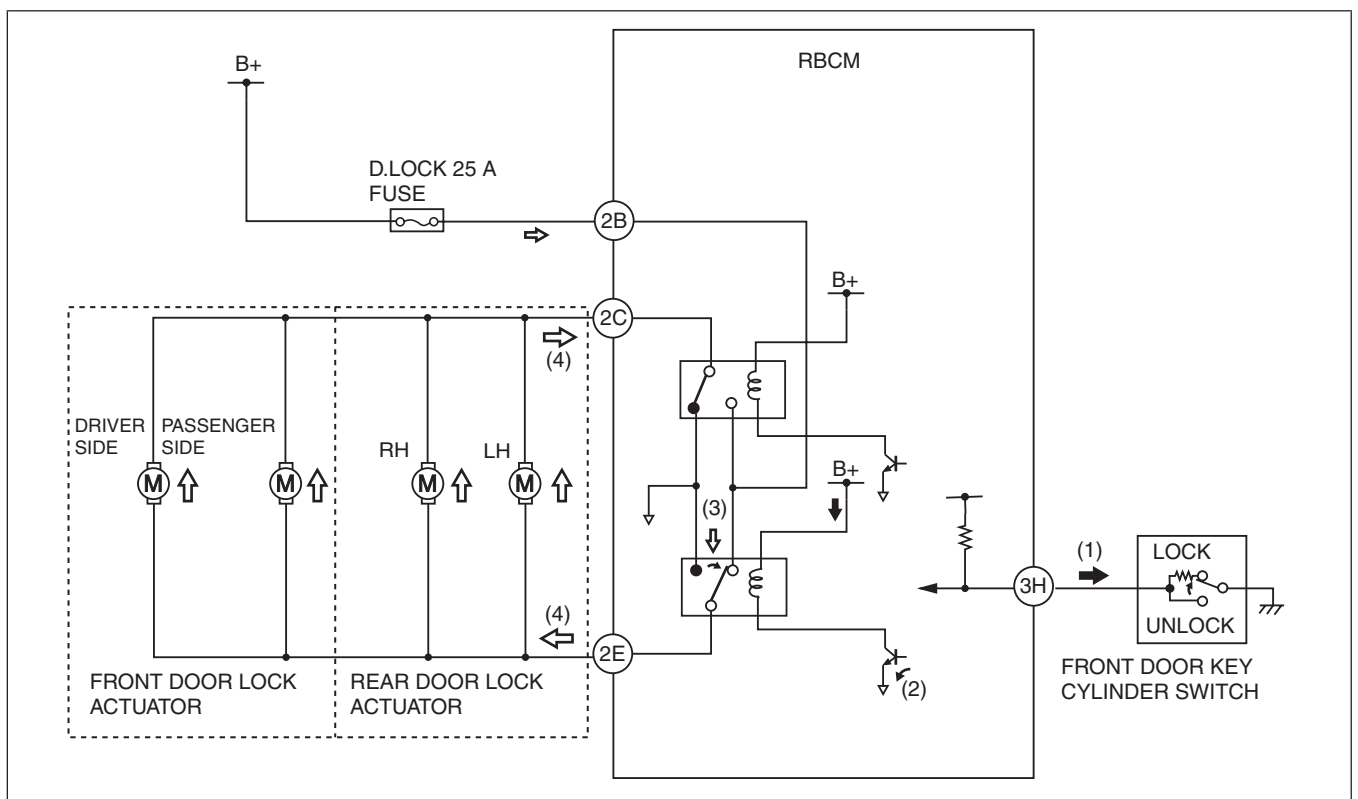 RBCM
B+
D.LOCK 25 A
FUSE
2B
B+
2C
(4)
DRIVER
SIDE
PASSENGER
SIDE
RH
LH
M
M
M
M
B+
(3)
(1)
LOCK
3H
UNLOCK
(4)
2E
(2)
FRONT DOOR LOCK
ACTUATOR
REAR DOOR LOCK
ACTUATOR
FRONT DOOR KEY
CYLINDER SWITCH